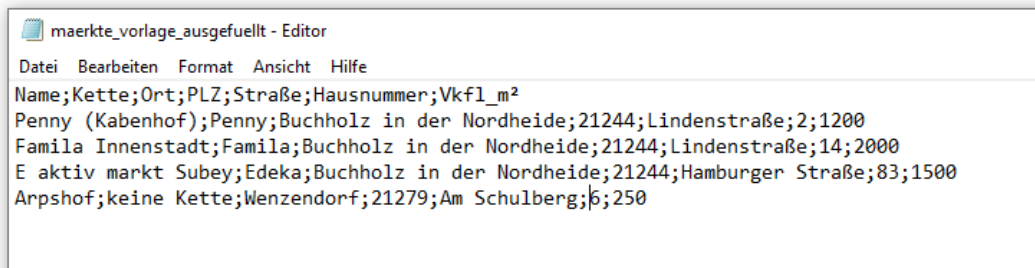 maerkte_vorlage_ausgefuellt - Editor
Datei Bearbeiten Format Ansicht Hilfe
Name;Kette;Ort;PLZ;Straße;Hausnummer;Vkfl_m²
Penny (Kabenhof);Penny;Buchholz in der Nordheide;21244;Lindenstraße;2;1200
Famila Innenstadt;Famila;Buchholz in der Nordheide;21244;Lindenstraße;14;2000
E aktiv markt Subey;Edeka;Buchholz in der Nordheide;21244;Hamburger Straße;83;1500
Arpshof;keine Kette;Wenzendorf;21279;Am Schulberg;6;250